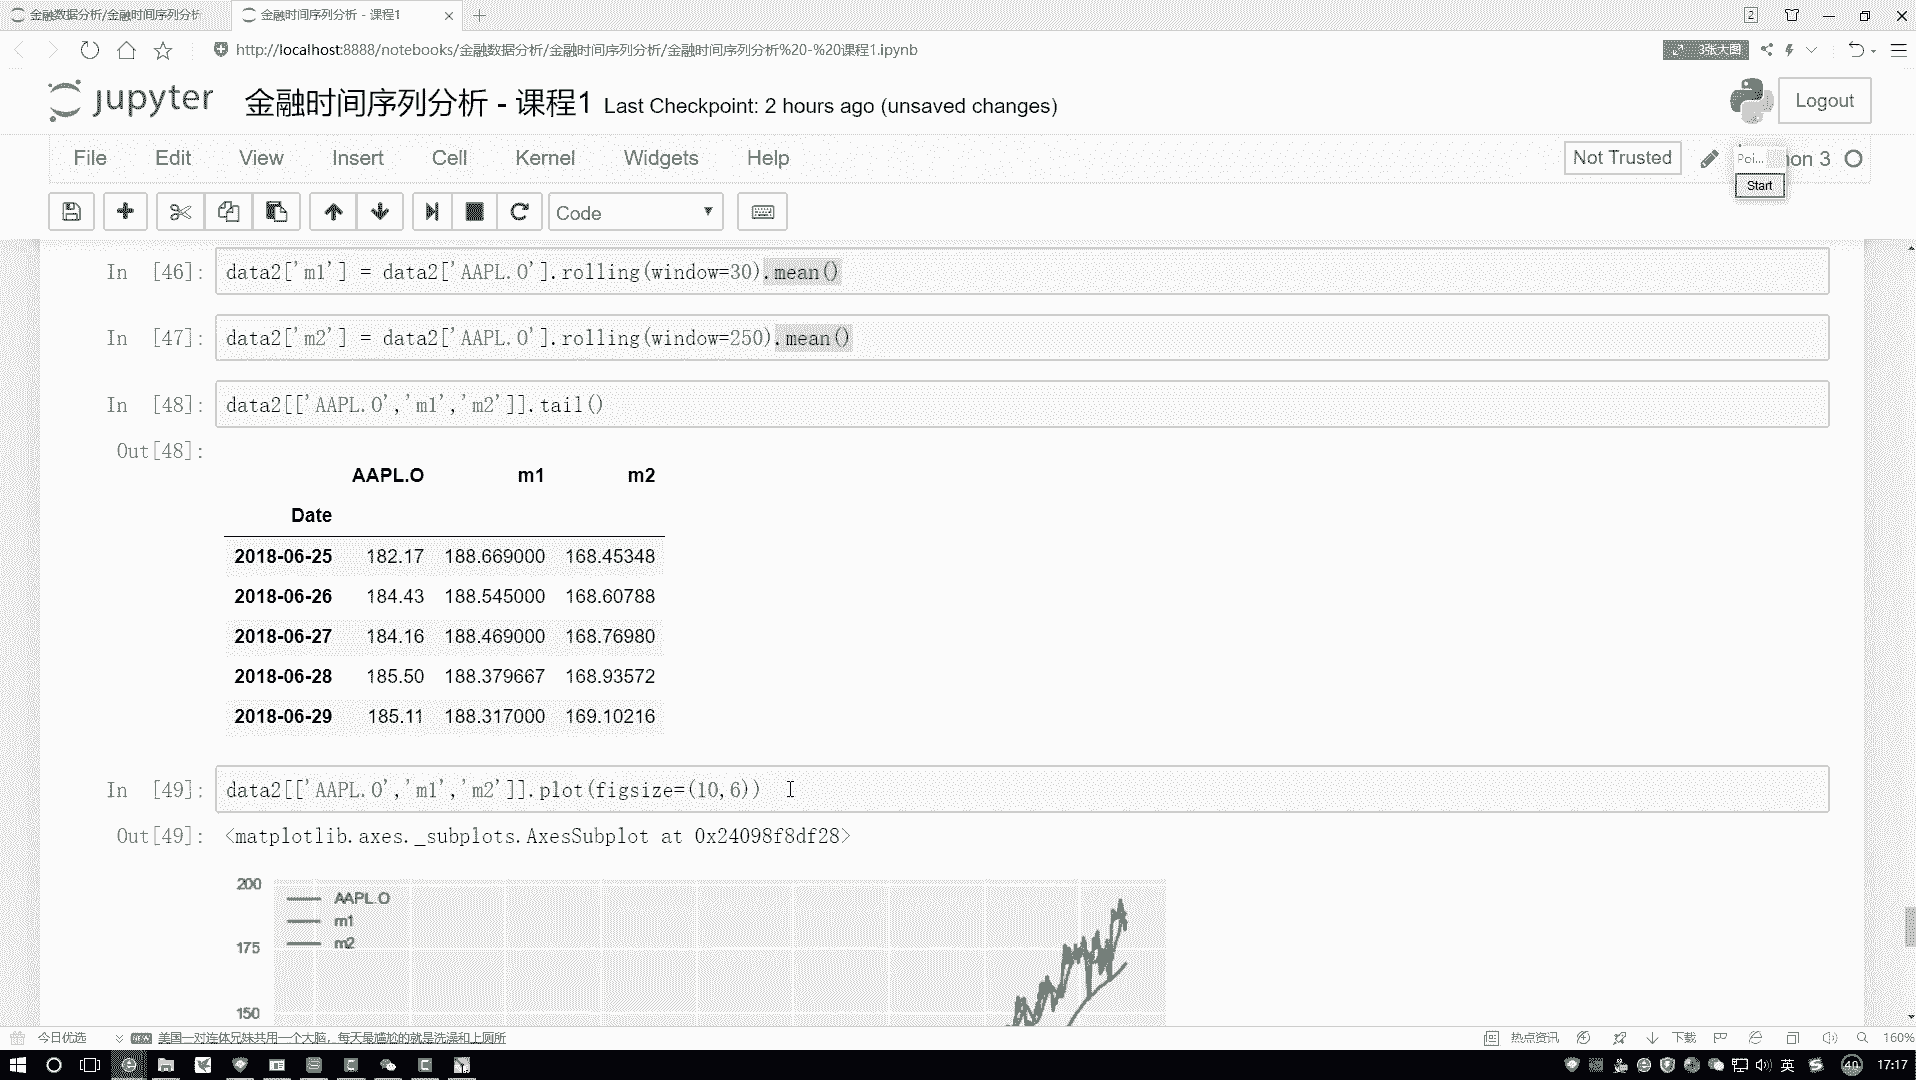 金融数据分析/金融时间序列分析
金融时间序列分析 - 课程1
2
http://localhost:8888/notebooks/金融数据分析/金融时间序列分析/金融时间序列分析%20-%20课程1.ipynb
3张大图
jupyter 金融时间序列分析 - 课程1 Last Checkpoint: 2 hours ago (unsaved changes)
Logout
File Edit View Insert Cell Kernel Widgets Help
Not Trusted
Poi... hon 3
Start
Code
In [46]: data2['m1'] = data2['AAPL.O'].rolling(window=30).mean()
In [47]: data2['m2'] = data2['AAPL.O'].rolling(window=250).mean()
In [48]: data2[['AAPL.O','m1','m2']].tail()
Out[48]:
AAPL.O m1 m2
Date
2018-06-25 182.17 188.669000 168.45348
2018-06-26 184.43 188.545000 168.60788
2018-06-27 184.16 188.469000 168.76980
2018-06-28 185.50 188.379667 168.93572
2018-06-29 185.11 188.317000 169.10216
In [49]: data2[['AAPL.O','m1','m2']].plot(figsize=(10,6))
Out[49]: <matplotlib.axes._subplots.AxesSubplot at 0x24098f8df28>
200
AAPL.O
m1
m2
175
150
今日优选
NEW 美国一对连体兄妹共用一个大脑，每天最尴尬的就是洗澡和上厕所
热点资讯
下载
160%
英
40
17:17